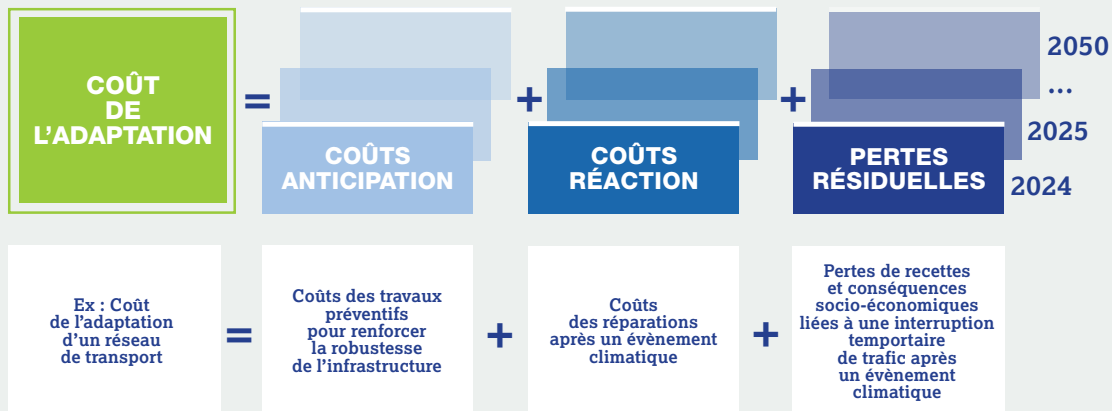 COÛT
DE
L'ADAPTATION
=
COÛTS
ANTICIPATION
+
COÛTS
RÉACTION
+
PERTES
RÉSIDUELLES
2050
...
2025
2024
Ex : Coût
de l'adaptation
d'un réseau
de transport
=
Coûts des travaux
préventifs
pour renforcer
la robustesse
de l'infrastructure
+
Coûts
des réparations
après un évènement
climatique
+
Pertes de recettes
et conséquences
socio-économiques
liées à une interruption
temportaire
de trafic après
un évènement
climatique